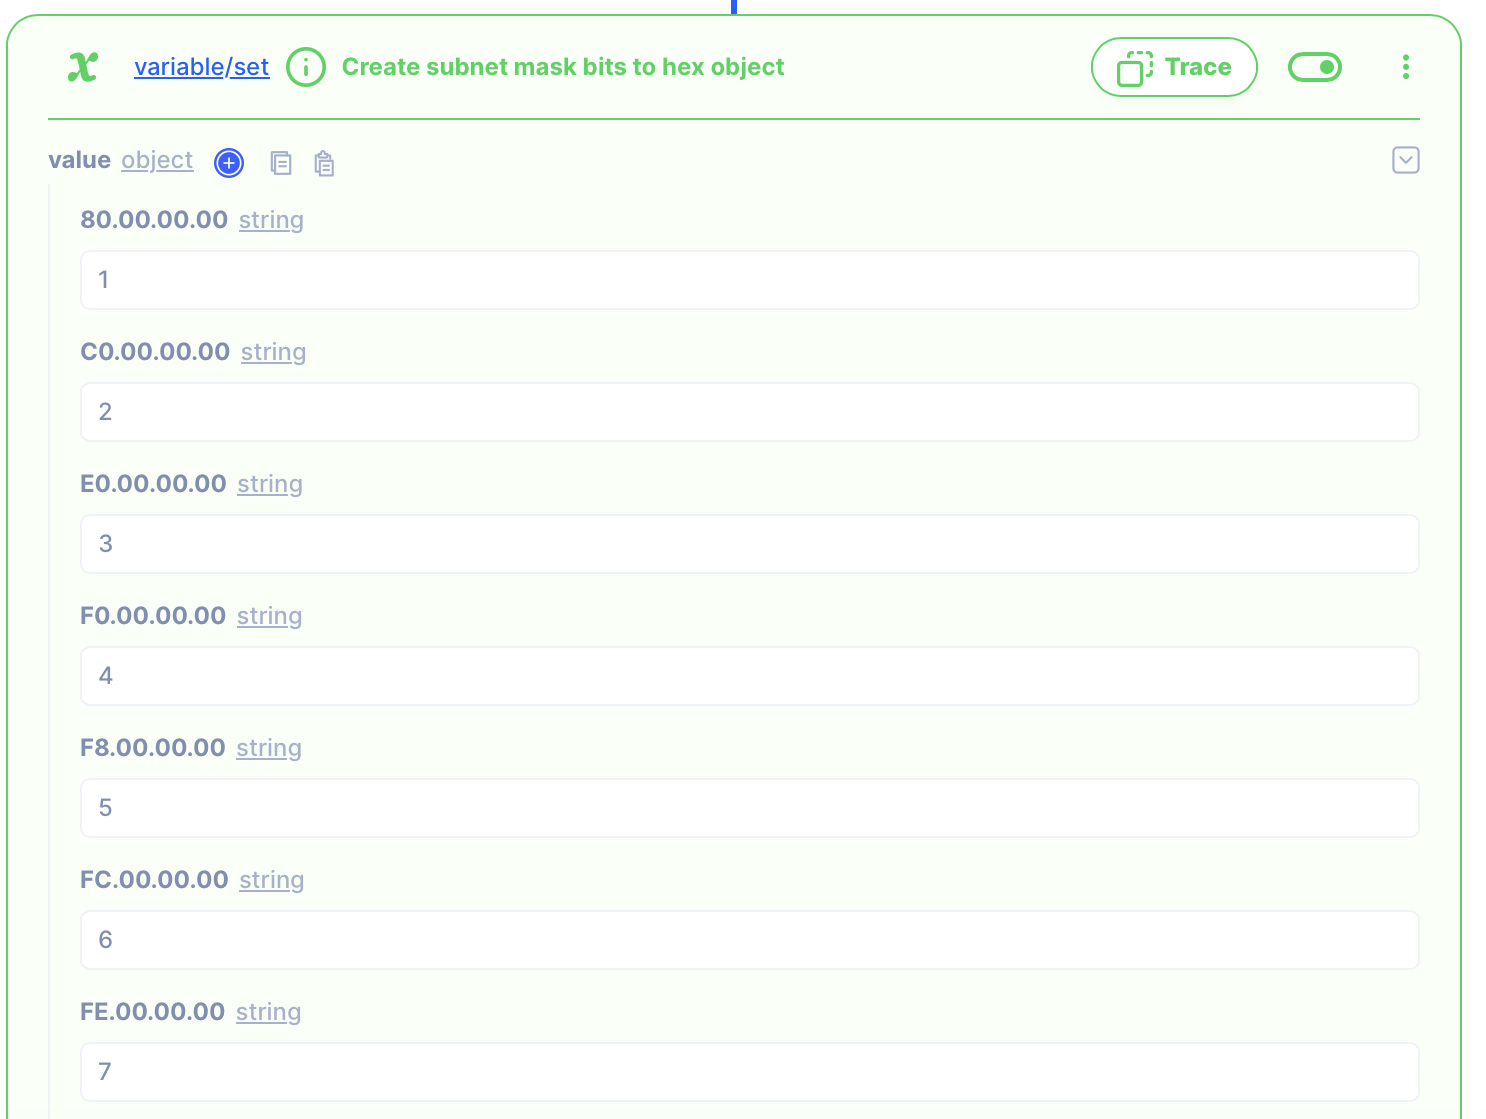 variable/set Create subnet mask bits to hex object Trace
value object
80.00.00.00 string
1
C0.00.00.00 string
2
E0.00.00.00 string
3
F0.00.00.00 string
4
F8.00.00.00 string
5
FC.00.00.00 string
6
FE.00.00.00 string
7